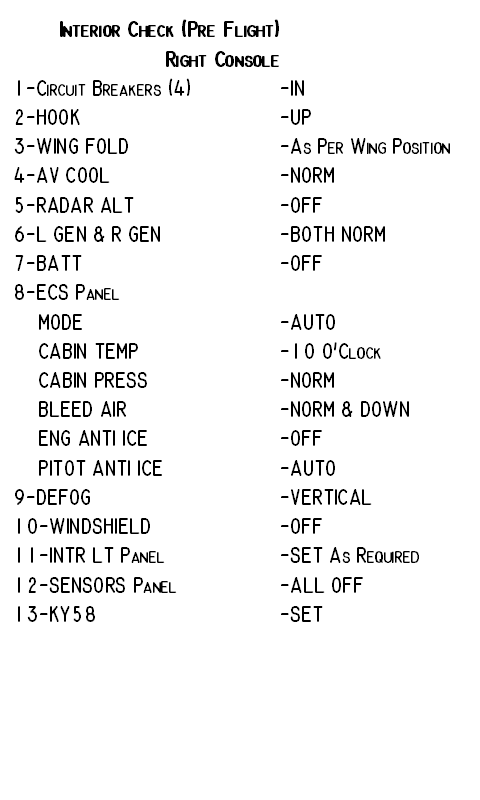 Interior Check (Pre Flight)
Right Console
1-Circuit Breakers (4) -IN
2-HOOK -UP
3-WING FOLD -As Per Wing Position
4-AV COOL -NORM
5-RADAR ALT -OFF
6-L GEN & R GEN -BOTH NORM
7-BATT -OFF
8-ECS Panel
MODE -AUTO
CABIN TEMP -10 O'Clock
CABIN PRESS -NORM
BLEED AIR -NORM & DOWN
ENG ANTI ICE -OFF
PITOT ANTI ICE -AUTO
9-DEFOG -VERTICAL
10-WINDSHIELD -OFF
11-INTR LT Panel -SET As Required
12-SENSORS Panel -ALL OFF
13-KY58 -SET